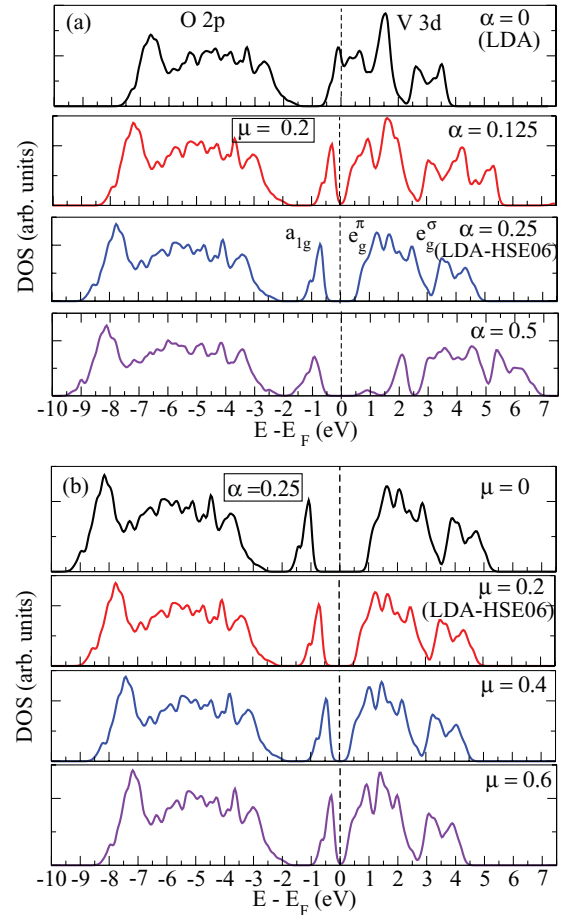 (a) O 2p V 3d α = 0
(LDA)
μ = 0.2 α = 0.125
a1g egπ egσ α = 0.25
(LDA-HSE06)
α = 0.5
DOS (arb. units)
-10 -9 -8 -7 -6 -5 -4 -3 -2 -1 0 1 2 3 4 5 6 7
E -EF (eV)
(b) α =0.25 μ = 0
μ = 0.2
(LDA-HSE06)
μ = 0.4
μ = 0.6
DOS (arb. units)
-10 -9 -8 -7 -6 -5 -4 -3 -2 -1 0 1 2 3 4 5 6 7
E - EF (eV)